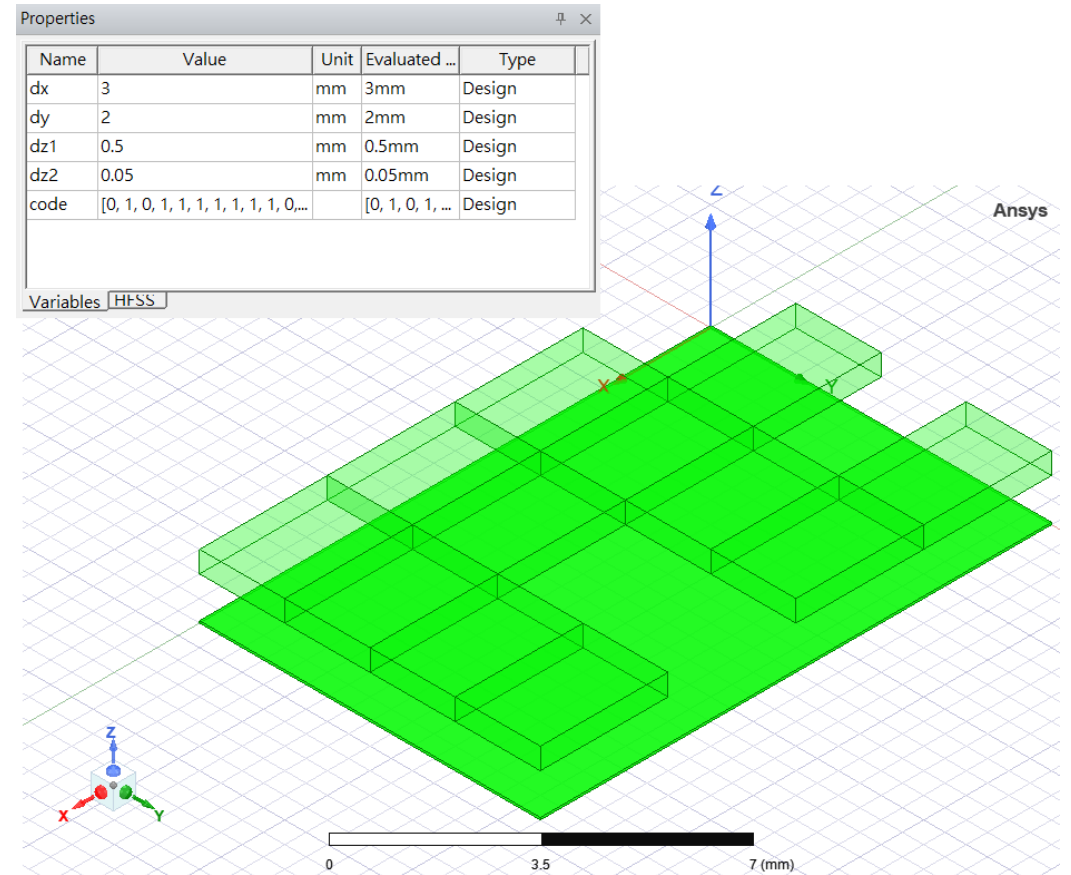 Properties
Name Value Unit Evaluated ... Type
dx 3 mm 3mm Design
dy 2 mm 2mm Design
dz1 0.5 mm 0.5mm Design
dz2 0.05 mm 0.05mm Design
code [0, 1, 0, 1, 1, 1, 1, 1, 1, 1, 0,... [0, 1, 0, 1, ... Design
Variables HFSS
Z
Ansys
X Y
Z
X Y
0 3.5 7 (mm)